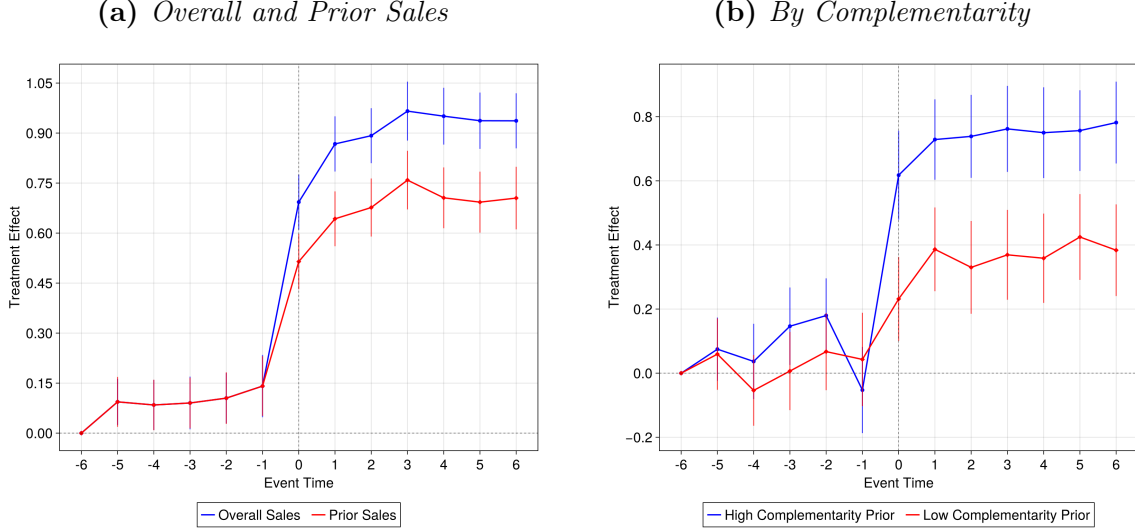 (a) Overall and Prior Sales
Treatment Effect
1.05
0.90
0.75
0.60
0.45
0.30
0.15
0.00
-6 -5 -4 -3 -2 -1 0 1 2 3 4 5 6
Event Time
Overall Sales Prior Sales
(b) By Complementarity
Treatment Effect
0.8
0.6
0.4
0.2
0.0
−0.2
-6 -5 -4 -3 -2 -1 0 1 2 3 4 5 6
Event Time
High Complementarity Prior Low Complementarity Prior